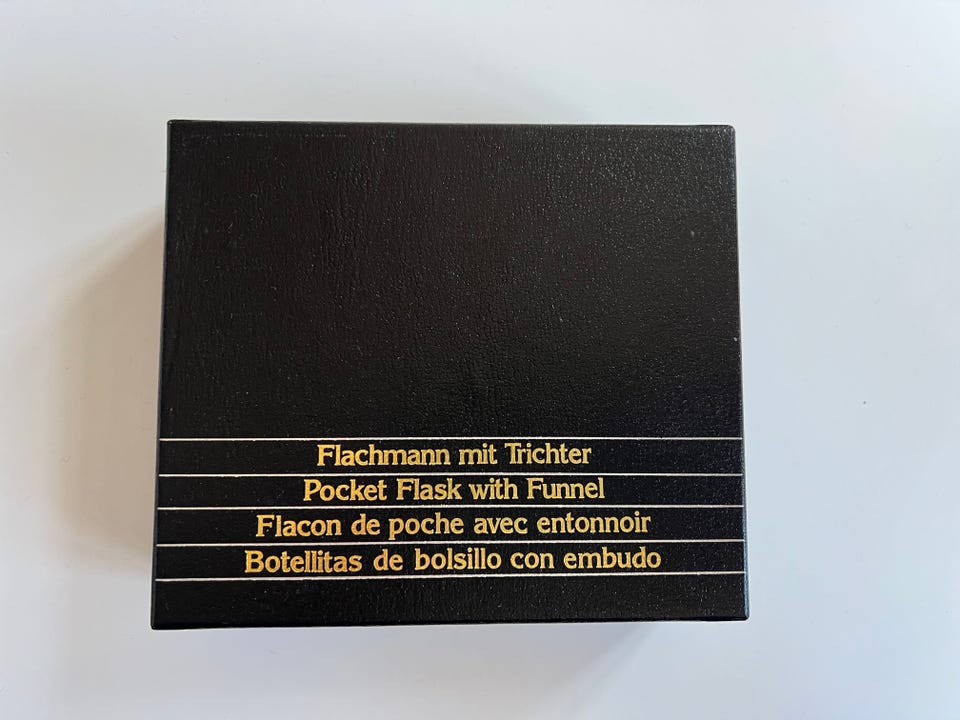 Flachmann mit Trichter
Pocket Flask with Funnel
Flacon de poche avec entonnoir
Botellitas de bolsillo con embudo